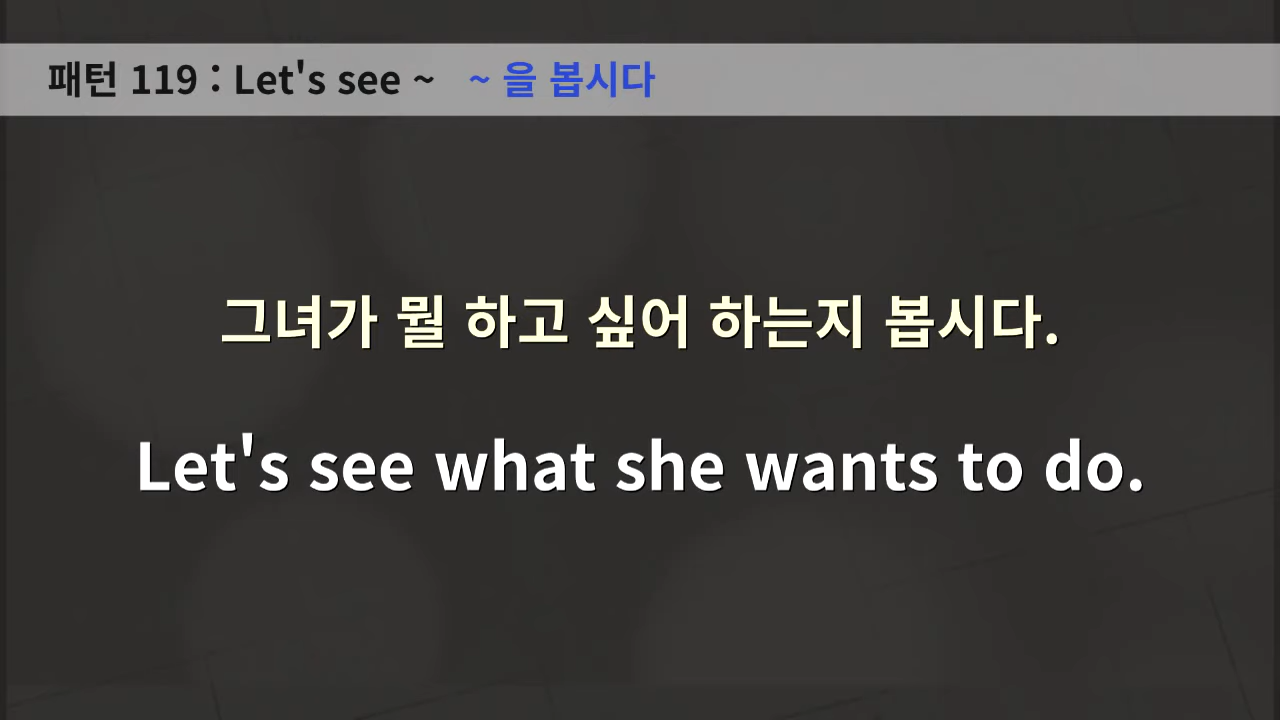 패턴 119 : Let's see ~ ~ 을 봅시다
그녀가 뭘 하고 싶어 하는지 봅시다.
Let's see what she wants to do.